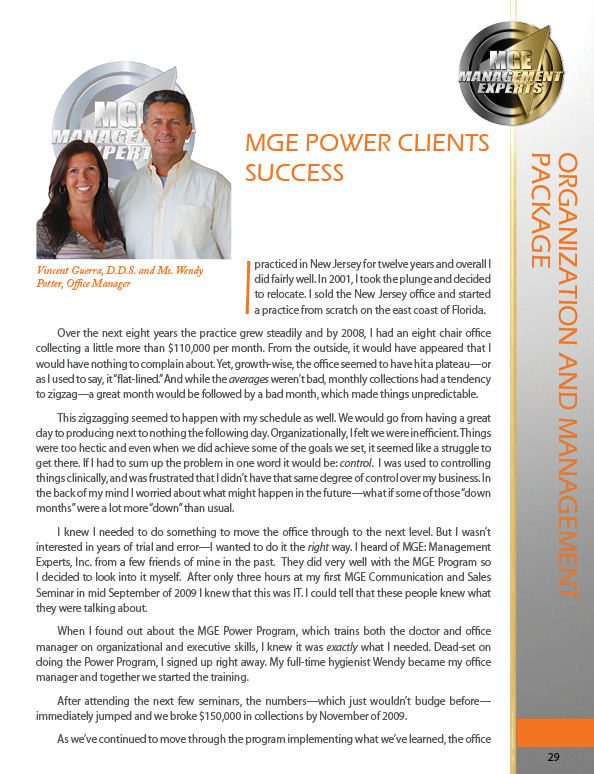 MGE
MANAGEMENT
EXPERTS
MGE
MANAGEMENT
EXPERT
MGE POWER CLIENTS
SUCCESS
ORGANIZATION AND MANAGEMENT
PACKAGE
Vincent Guerra, D.D.S. and Ms. Wendy
Potter, Office Manager
I practiced in New Jersey for twelve years and overall I
did fairly well. In 2001, I took the plunge and decided
to relocate. I sold the New Jersey office and started
a practice from scratch on the east coast of Florida.
Over the next eight years the practice grew steadily and by 2008, I had an eight chair office
collecting a little more than $110,000 per month. From the outside, it would have appeared that I
would have nothing to complain about. Yet, growth-wise, the office seemed to have hit a plateau—or
as I used to say, it “flat-lined.” And while the averages weren’t bad, monthly collections had a tendency
to zigzag—a great month would be followed by a bad month, which made things unpredictable.
This zigzagging seemed to happen with my schedule as well. We would go from having a great
day to producing next to nothing the following day. Organizationally, I felt we were inefficient. Things
were too hectic and even when we did achieve some of the goals we set, it seemed like a struggle to
get there. If I had to sum up the problem in one word it would be: control. I was used to controlling
things clinically, and was frustrated that I didn’t have that same degree of control over my business. In
the back of my mind I worried about what might happen in the future—what if some of those “down
months” were a lot more “down” than usual.
I knew I needed to do something to move the office through to the next level. But I wasn’t
interested in years of trial and error—I wanted to do it the right way. I heard of MGE: Management
Experts, Inc. from a few friends of mine in the past. They did very well with the MGE Program so
I decided to look into it myself. After only three hours at my first MGE Communication and Sales
Seminar in mid September of 2009 I knew that this was IT. I could tell that these people knew what
they were talking about.
When I found out about the MGE Power Program, which trains both the doctor and office
manager on organizational and executive skills, I knew it was exactly what I needed. Dead-set on
doing the Power Program, I signed up right away. My full-time hygienist Wendy became my office
manager and together we started the training.
After attending the next few seminars, the numbers—which just wouldn’t budge before—
immediately jumped and we broke $150,000 in collections by November of 2009.
As we’ve continued to move through the program implementing what we’ve learned, the office
29